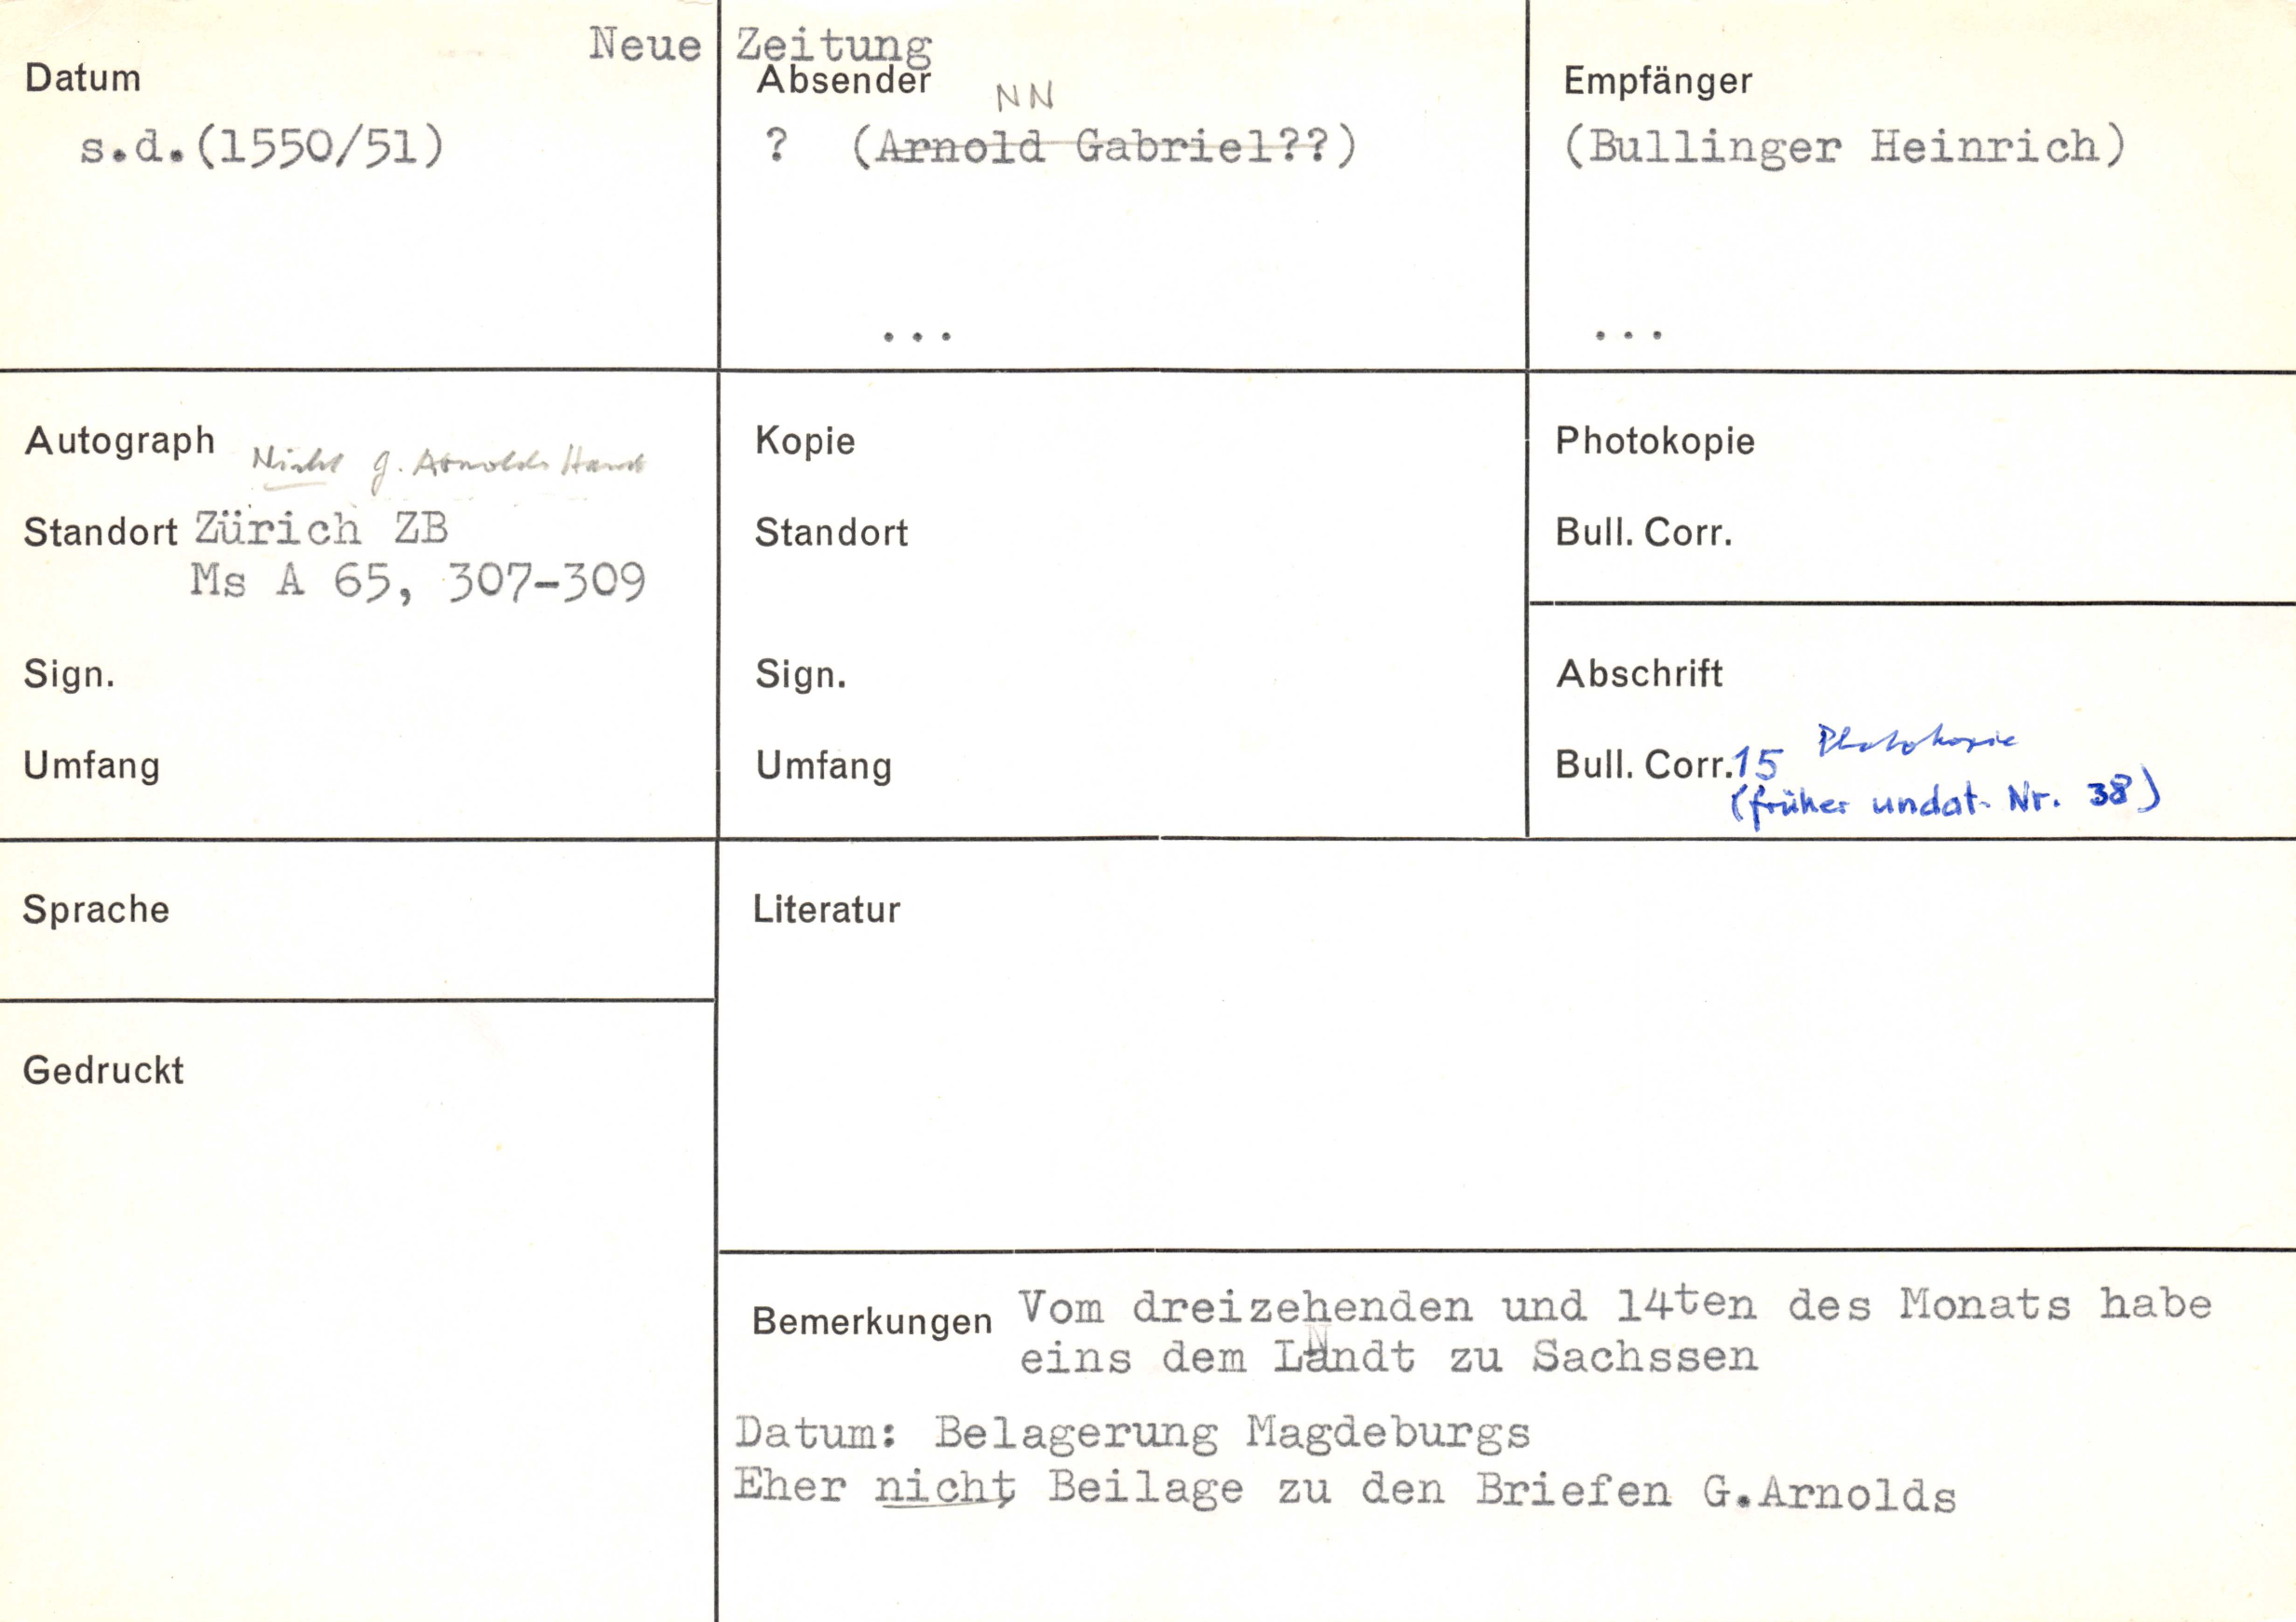 Neue Zeitung
Datum
s.d.(1550/51)
Absender
NN
? (Arnold Gabriel??)
...
Empfänger
(Bullinger Heinrich)
...
Autograph Nicht G. Arnolds Hand
Standort Zürich ZB
Ms A 65, 307-309
Sign.
Umfang
Kopie
Standort
Sign.
Umfang
Photokopie
Bull. Corr.
Abschrift
Photokopie
Bull. Corr. 15
(früher undat. Nr. 38)
Sprache
Literatur
Gedruckt
Bemerkungen Vom dreizehenden und 14ten des Monats habe
eins dem Landt zu Sachssen
Datum: Belagerung Magdeburgs
Eher nicht Beilage zu den Briefen G.Arnolds